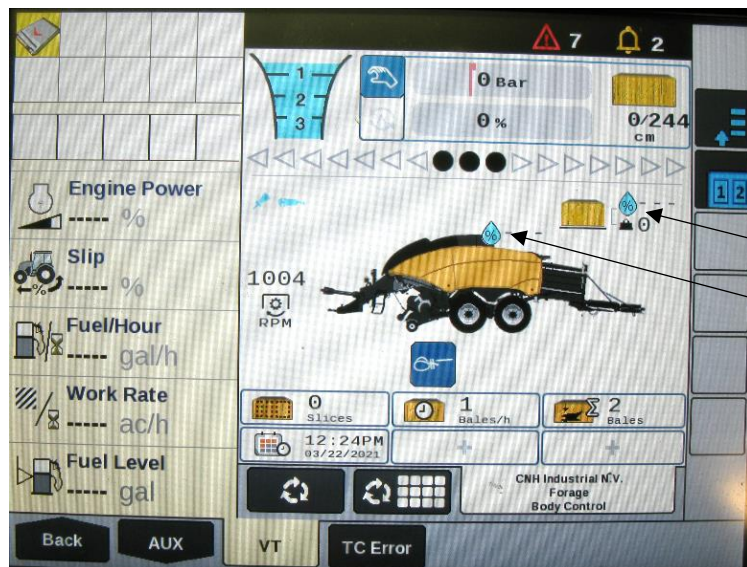 7
2
1
2
3
0 Bar
0 %
0/244
cm
1 2
Engine Power
----- %
Slip
----- %
Fuel/Hour
----- gal/h
Work Rate
----- ac/h
Fuel Level
----- gal
% ---
0
% - -
1004
RPM
0
Slices
1
Bales/h
Σ 2
Bales
12:24PM
03/22/2021
CNH Industrial N.V.
Forage
Body Control
Back
AUX
VT
TC Error